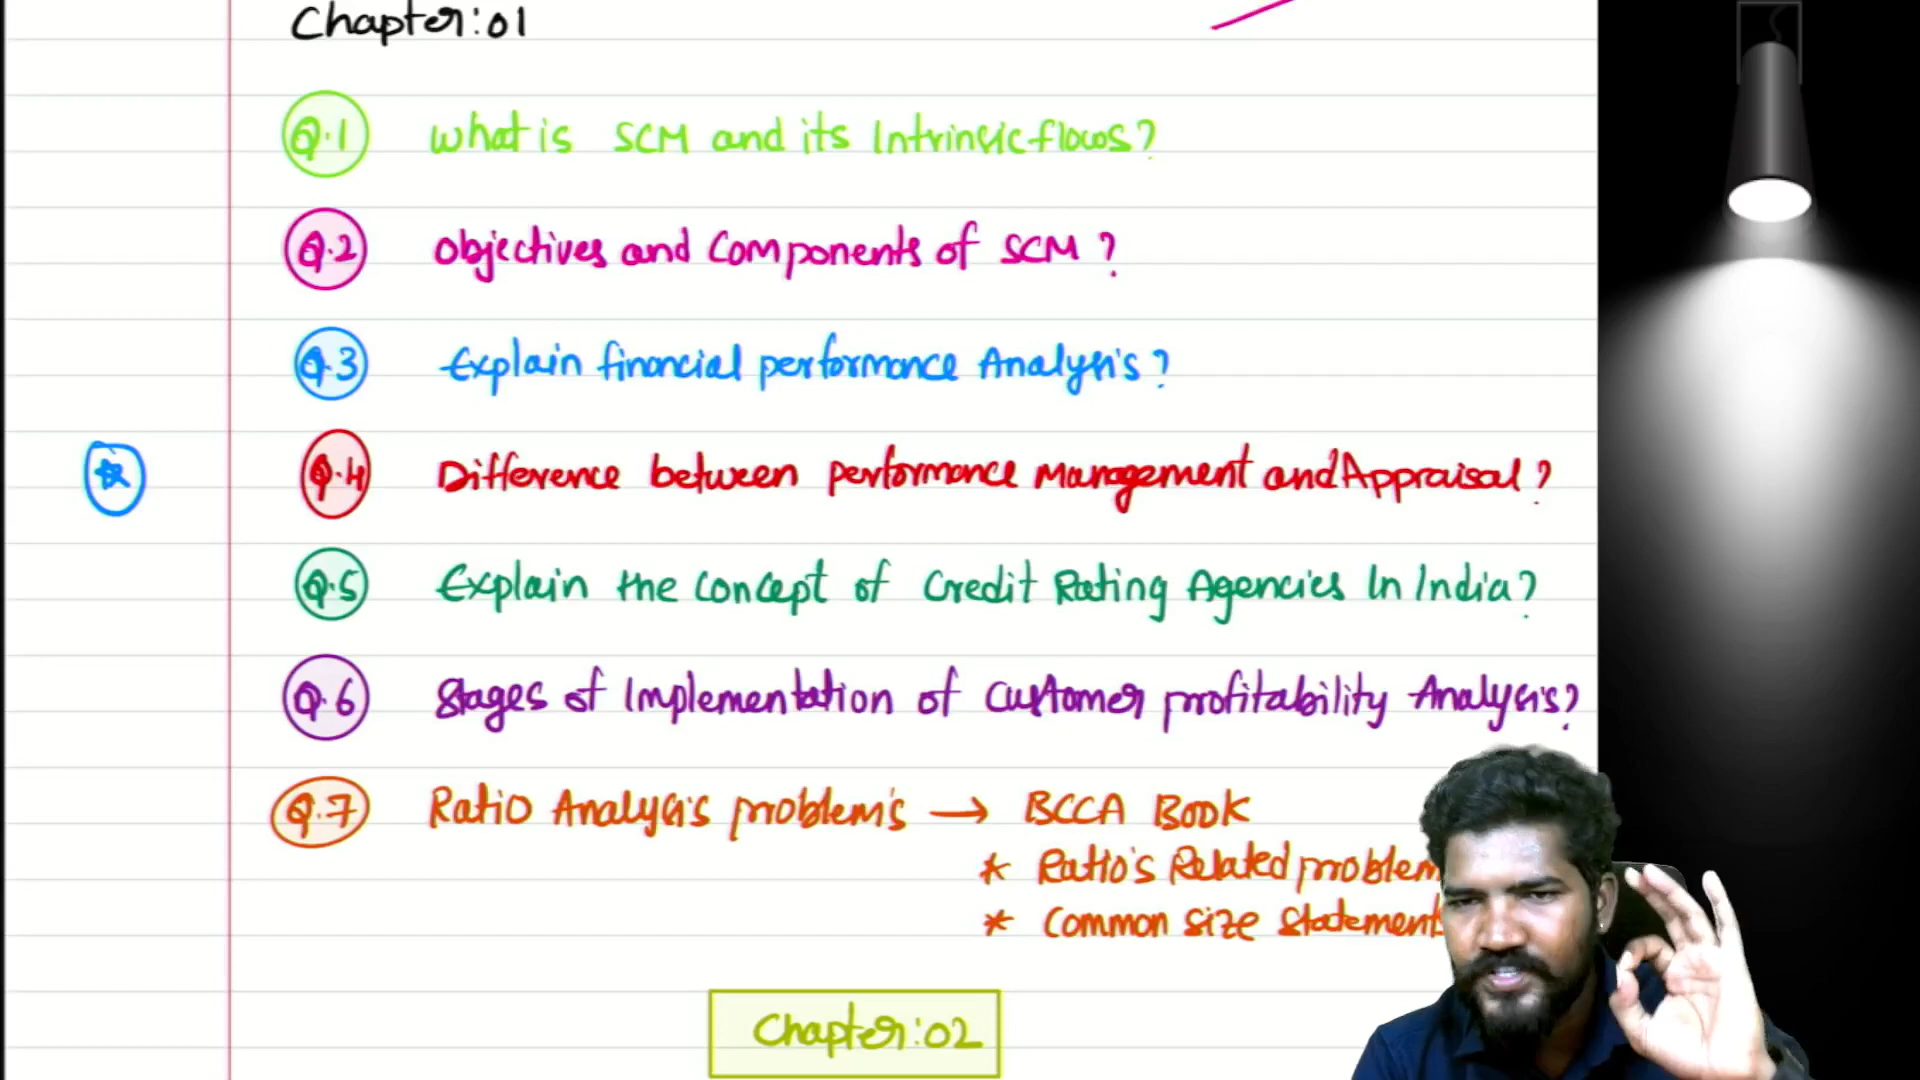 Chapter:01
Q.1 What is SCM and its Intrinsic flows?
Q.2 Objectives and Components of SCM ?
Q.3 Explain financial performance Analysis?
Q.4 Difference between performance Management and Appraisal?
Q.5 Explain the Concept of Credit Rating Agencies In India?
Q.6 Stages of Implementation of Customer profitability Analysis?
Q.7 Ratio Analysis problem's → BCCA BOOK
* Ratio's Related problem
* Common Size Statement
Chapter:02